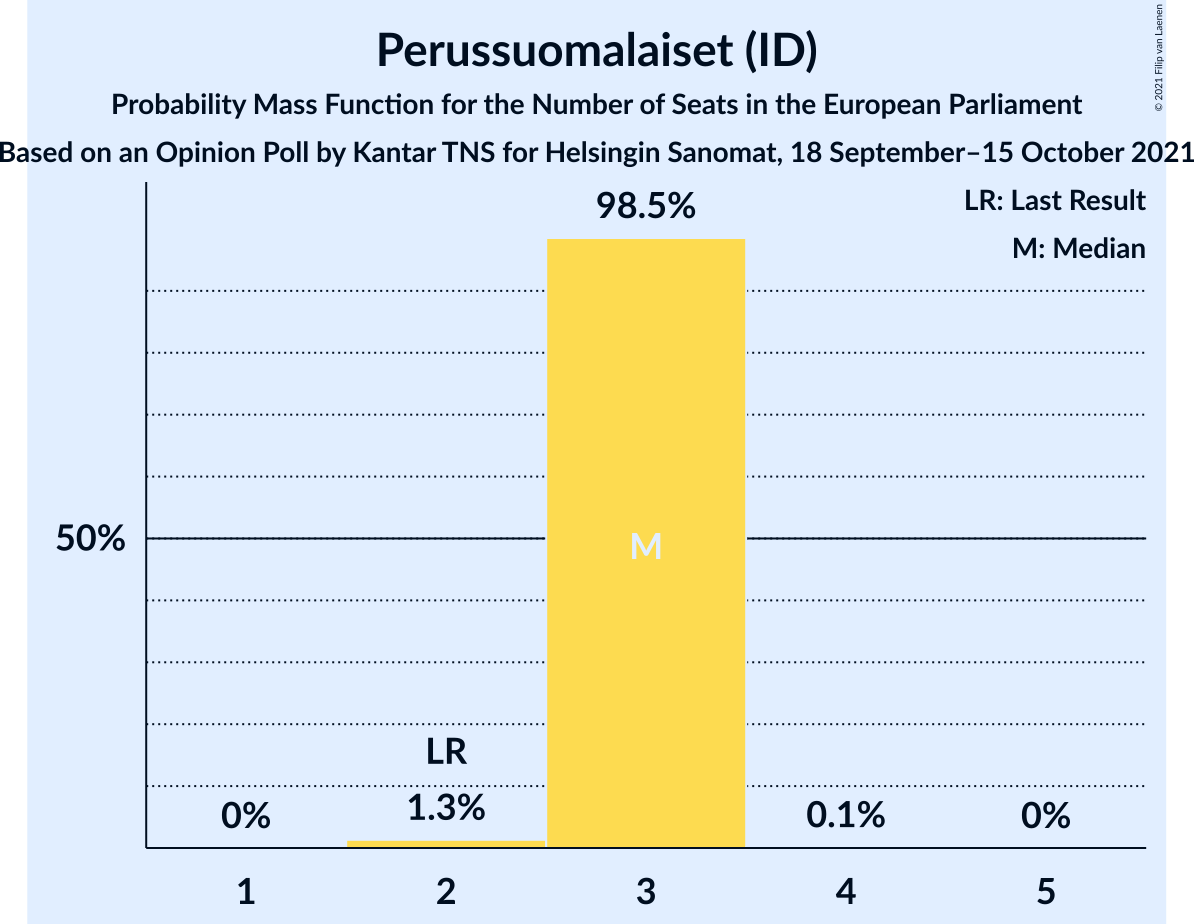 Perussuomalaiset (ID)
Probability Mass Function for the Number of Seats in the European Parliament
Based on an Opinion Poll by Kantar TNS for Helsingin Sanomat, 18 September–15 October 2021
© 2021 Filip van Laenen
LR: Last Result
M: Median
98.5%
50%
M
LR
0%
1.3%
0.1%
0%
1 2 3 4 5